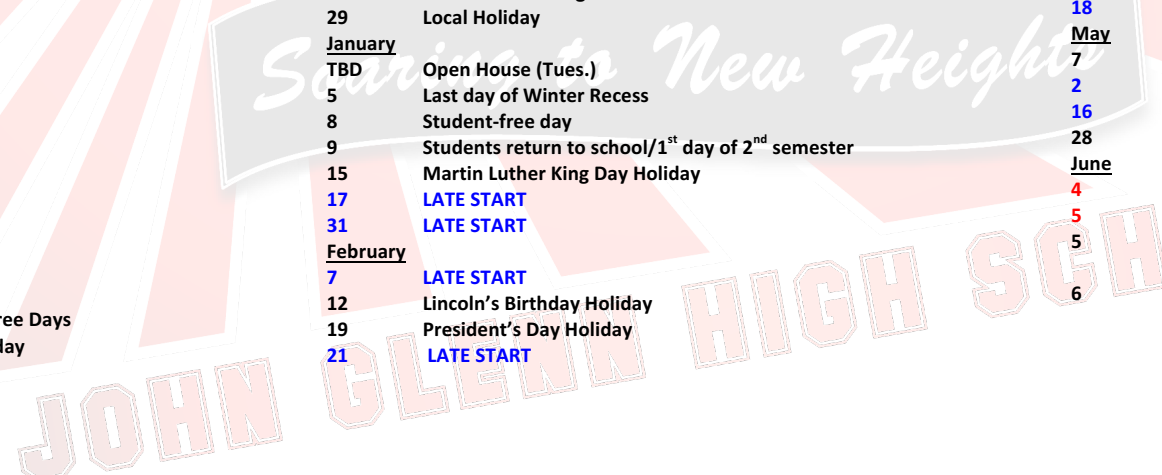 29 Local Holiday
January
TBD Open House (Tues.)
5 Last day of Winter Recess
8 Student-free day
9 Students return to school/1st day of 2nd semester
15 Martin Luther King Day Holiday
17 LATE START
31 LATE START
February
7 LATE START
12 Lincoln's Birthday Holiday
19 President's Day Holiday
21 LATE START
18
May
7
2
16
28
June
4
5
5
6
Days
Soaring to New Heights
JOHN GLENN HIGH